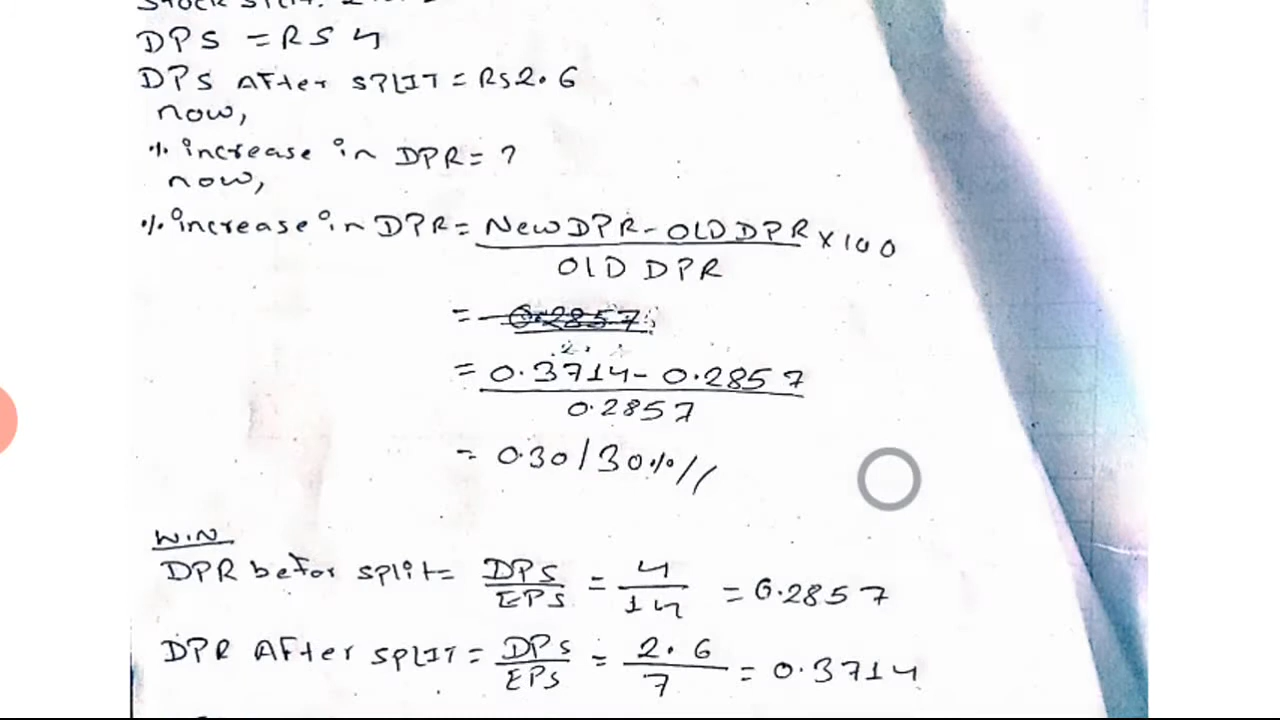 DPS = RS 4
DPS AFter SPLIT = RS2.6
now,
% increase in DPR = ?
now,
% increase in DPR = New DPR - OLD DPR × 100
OLD DPR
= 0.2857
= 0.3714 - 0.2857
0.2857
= 0.30 / 30% //
W.N
DPR befor split = DPS = 4 = 0.2857
EPS 14
DPR AFter SPLIT = DPS = 2.6 = 0.3714
EPS 7